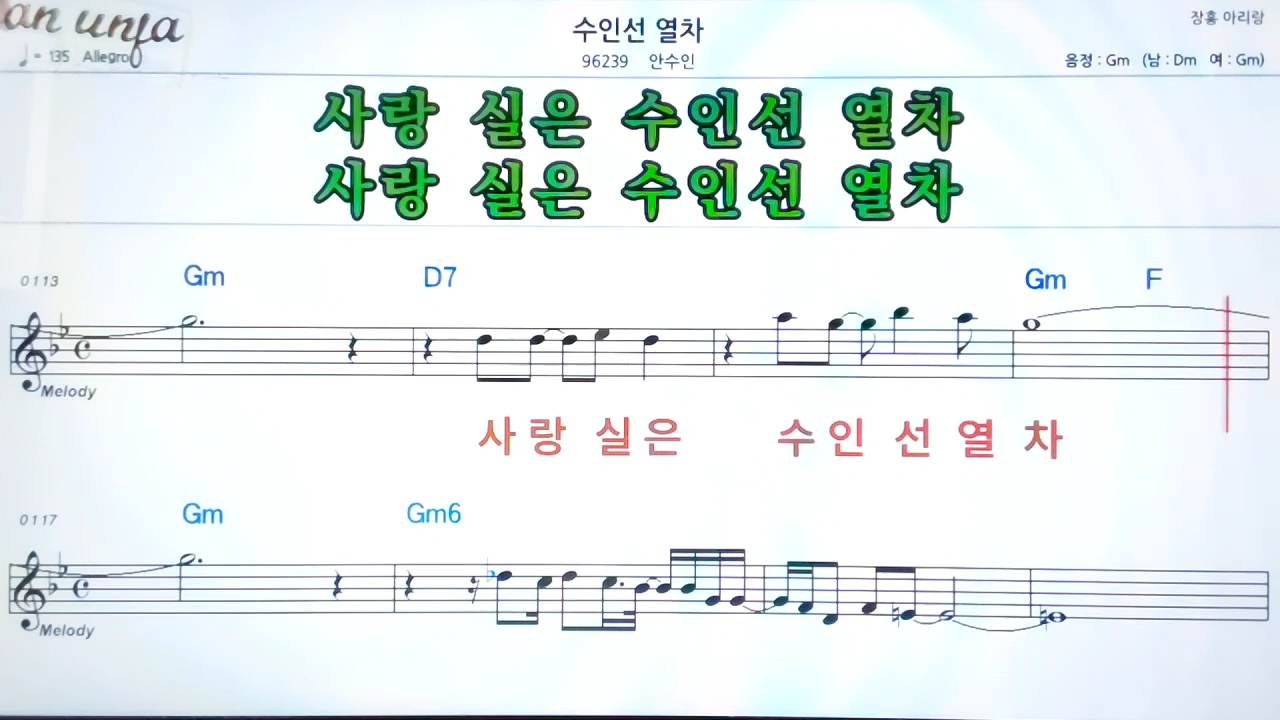 수인선 열차
장흥 아리랑
♩= 135 Allegro
96239 안수인
음정 : Gm (남 : Dm 여 : Gm)
사랑 실은 수인선 열차
사랑 실은 수인선 열차
0113 Gm D7 Gm F
Melody
사랑 실은 수인 선 열 차
0117 Gm Gm6
Melody